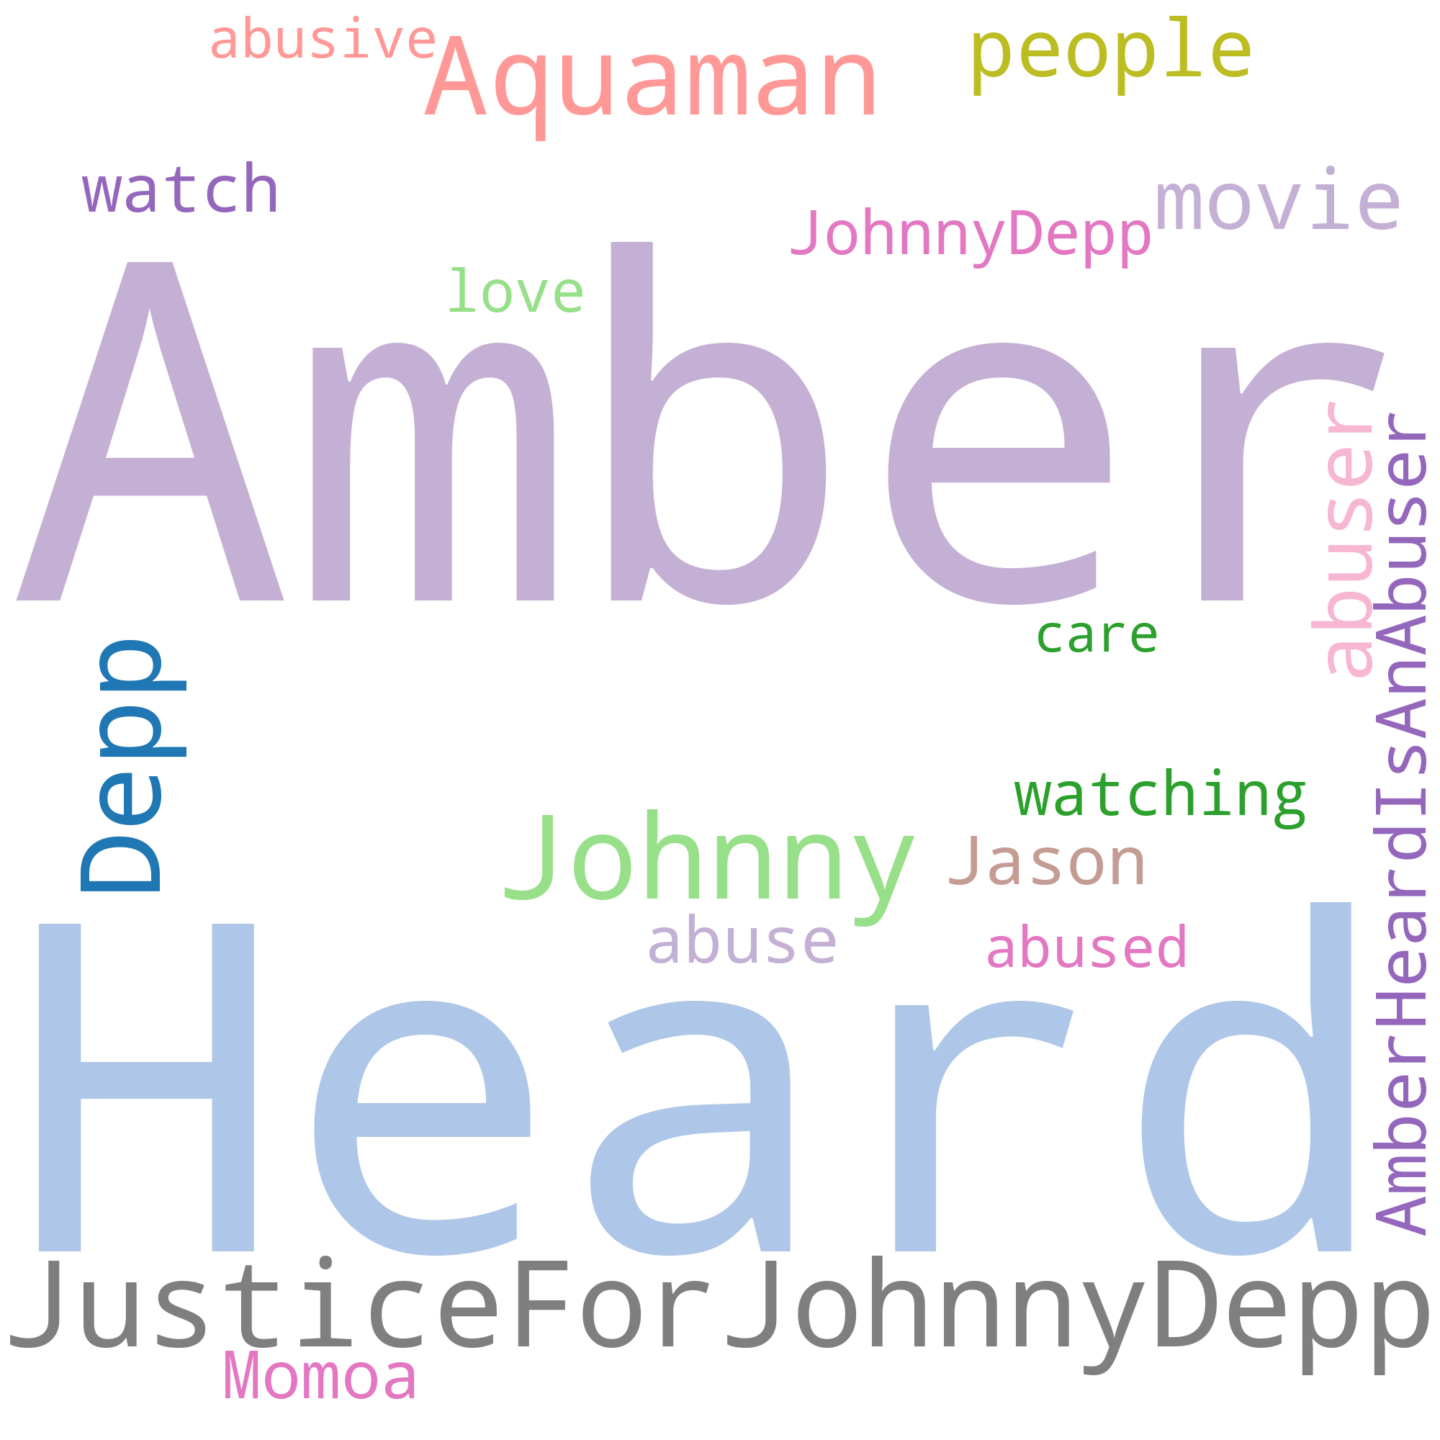 abusive
Aquaman
people
watch
movie
JohnnyDepp
love
Amber
abuser
AmberHeardIsAnAbuser
care
Depp
watching
Johnny
Jason
abuse
abused
Heard
JusticeForJohnnyDepp
Momoa